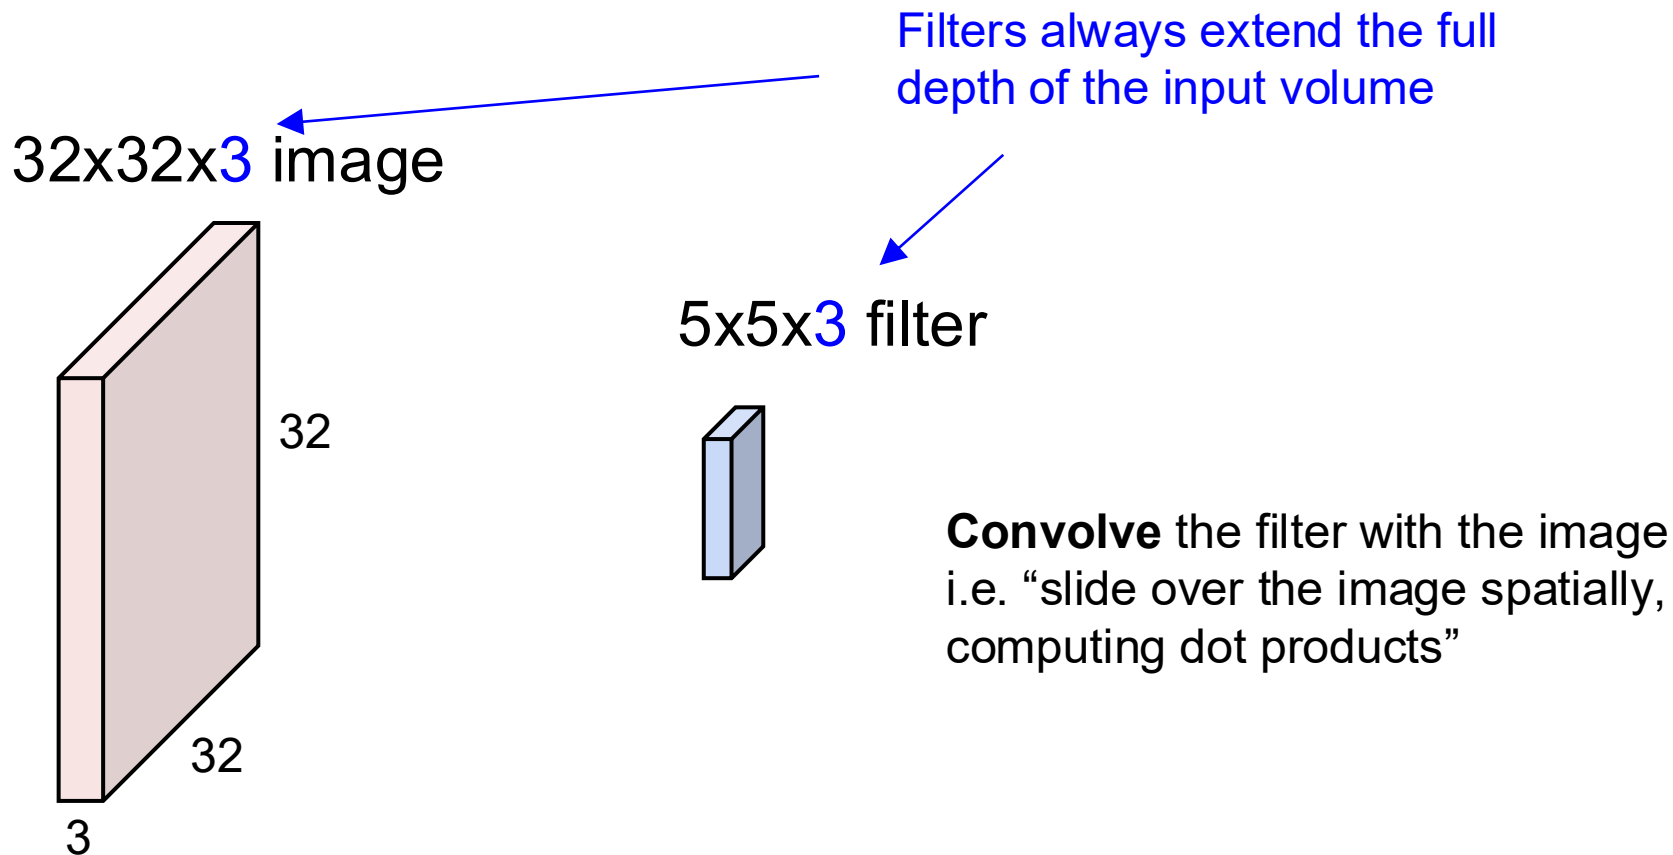 Filters always extend the full
depth of the input volume
32x32x3 image
5x5x3 filter
32
32
3
Convolve the filter with the image
i.e. “slide over the image spatially,
computing dot products”